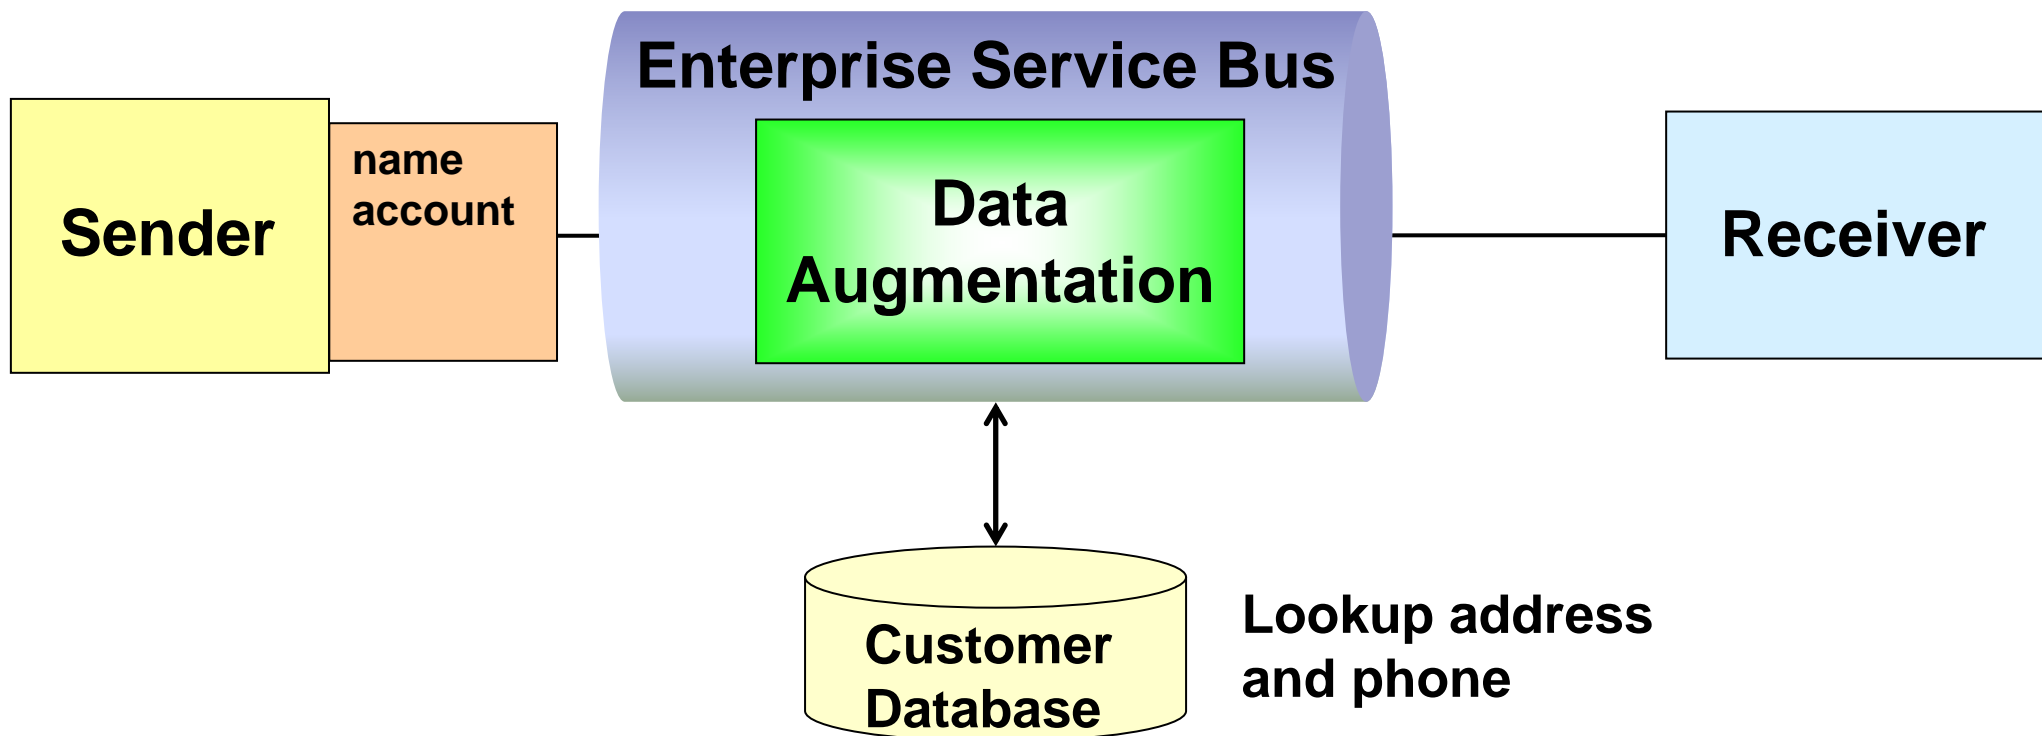 Enterprise Service Bus
Sender
name
account
Data
Augmentation
Receiver
Customer
Database
Lookup address
and phone